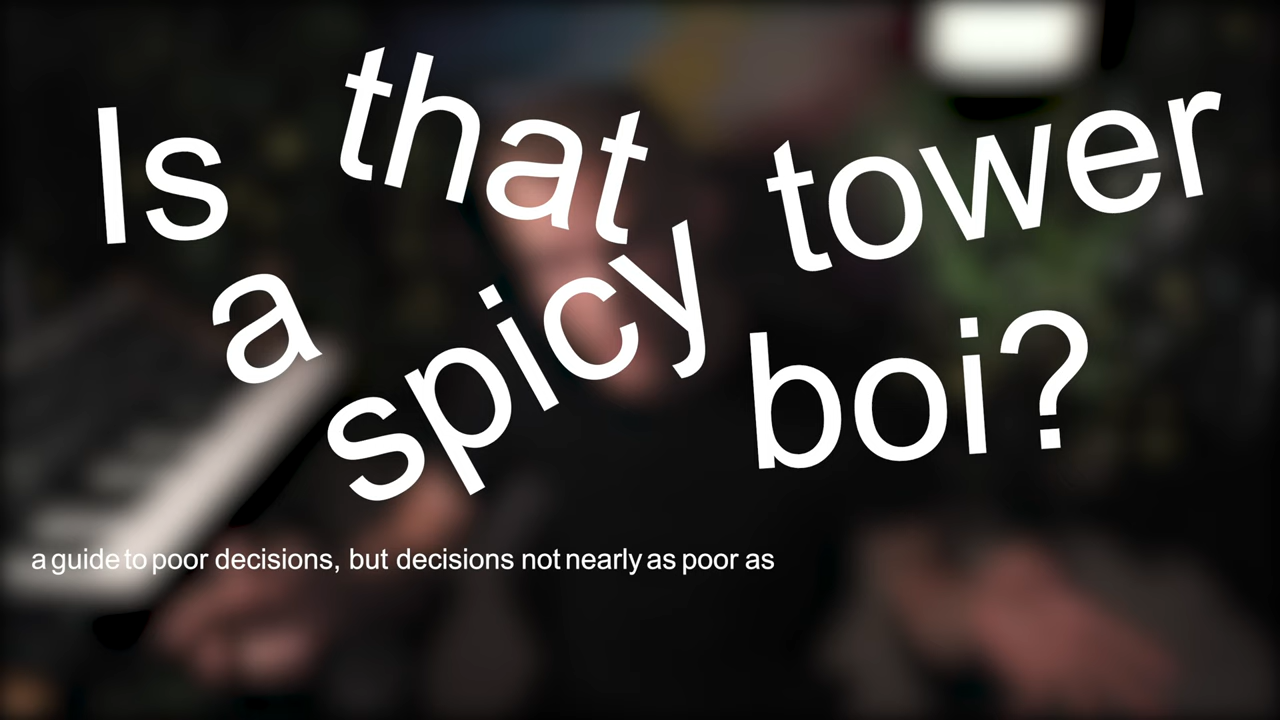 Is that tower
a spicy boi?
a guide to poor decisions, but decisions not nearly as poor as